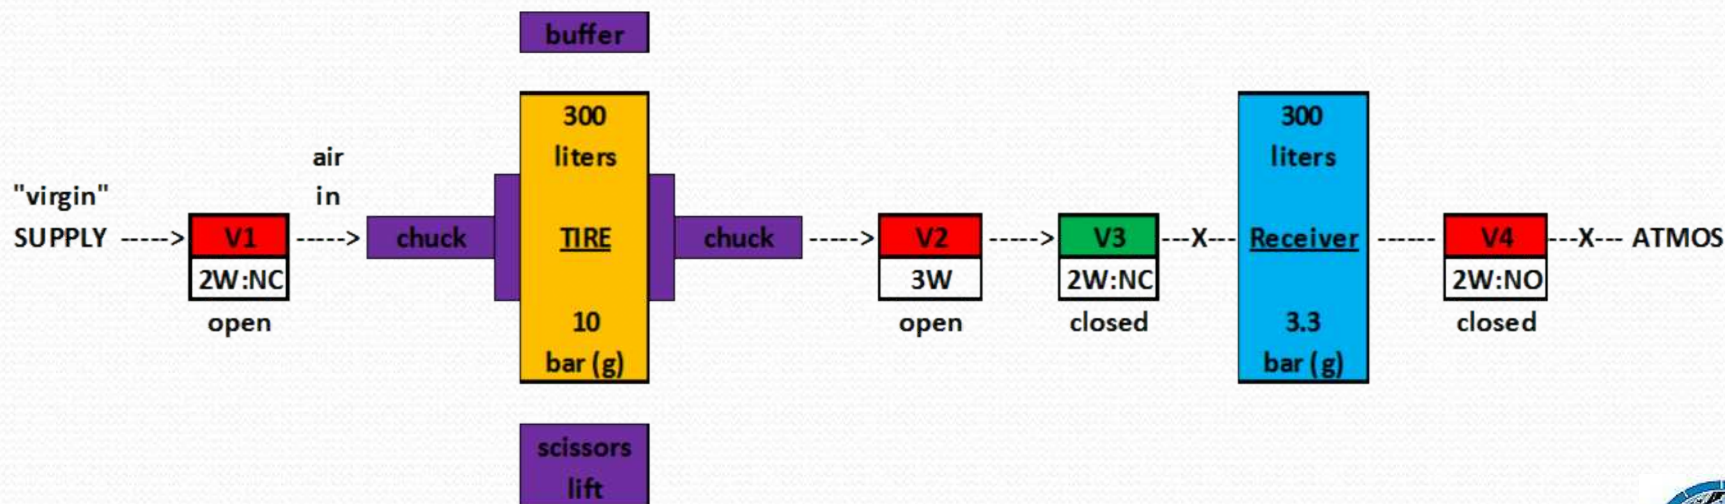 buffer
300
liters
TIRE
10
bar (g)
"virgin"
SUPPLY ----->
V1
2W:NC
open
air
in
----->
chuck
chuck
----->
V2
3W
open
----->
V3
2W:NC
closed
---X---
300
liters
Receiver
3.3
bar (g)
------
V4
2W:NO
closed
---X--- ATMOS
scissors
lift